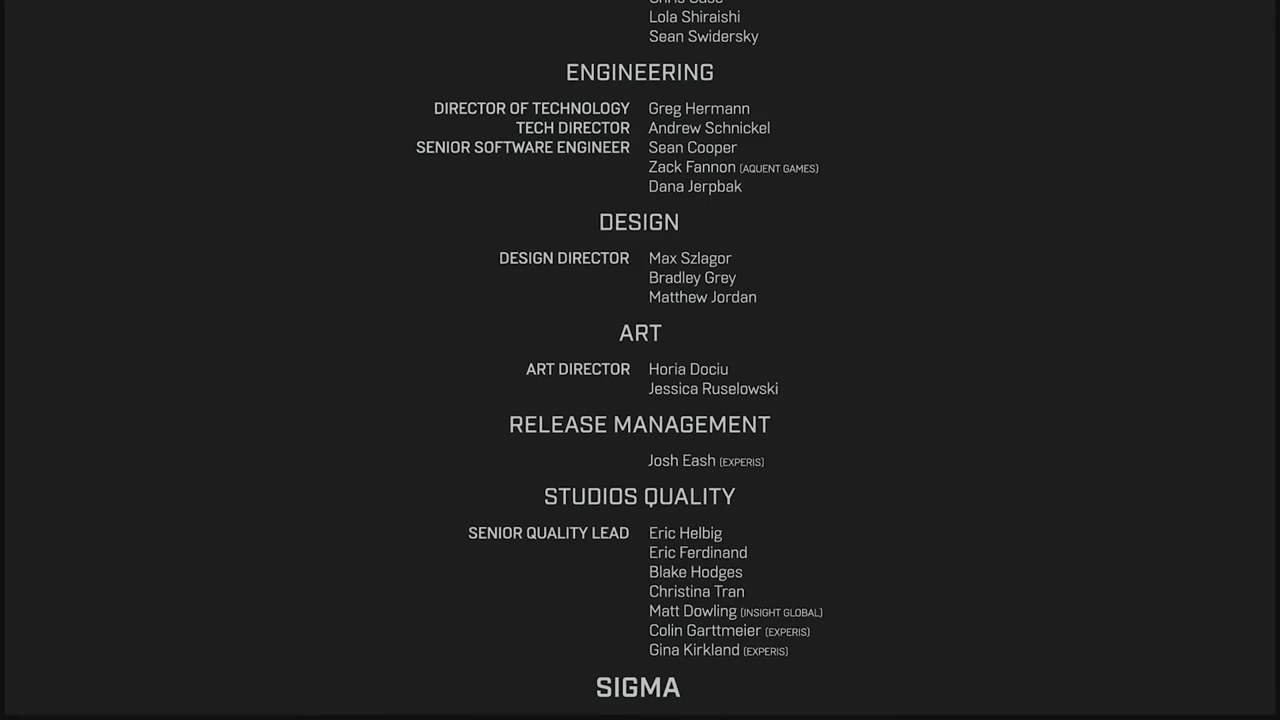 Lola Shiraishi
Sean Swidersky
ENGINEERING
DIRECTOR OF TECHNOLOGY Greg Hermann
TECH DIRECTOR Andrew Schnickel
SENIOR SOFTWARE ENGINEER Sean Cooper
Zack Fannon (AQUENT GAMES)
Dana Jerpbak
DESIGN
DESIGN DIRECTOR Max Szlagor
Bradley Grey
Matthew Jordan
ART
ART DIRECTOR Horia Dociu
Jessica Ruselowski
RELEASE MANAGEMENT
Josh Eash (EXPERIS)
STUDIOS QUALITY
SENIOR QUALITY LEAD Eric Helbig
Eric Ferdinand
Blake Hodges
Christina Tran
Matt Dowling (INSIGHT GLOBAL)
Colin Garttmeier (EXPERIS)
Gina Kirkland (EXPERIS)
SIGMA